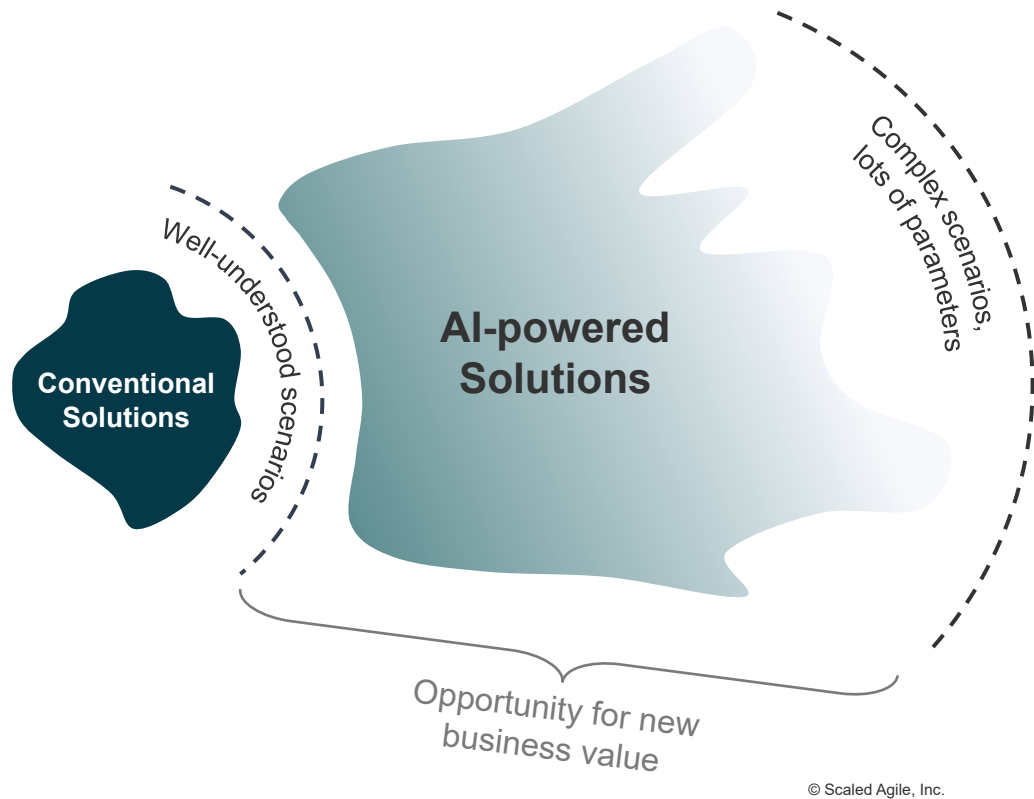 Conventional
Solutions
Well-understood scenarios
AI-powered
Solutions
Complex scenarios,
lots of parameters
Opportunity for new
business value
© Scaled Agile, Inc.